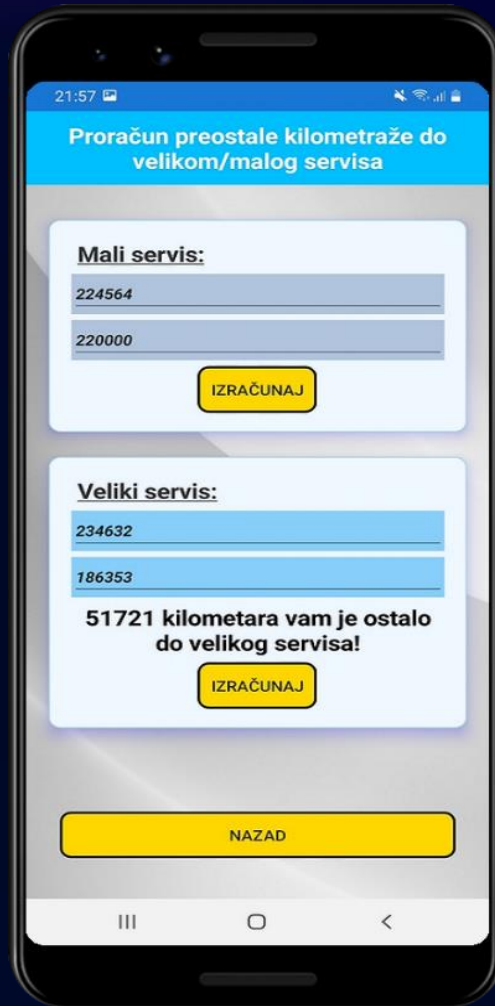 21:57
Proračun preostale kilometraže do
velikom/malog servisa
Mali servis:
224564
220000
IZRAČUNAJ
Veliki servis:
234632
186353
51721 kilometara vam je ostalo
do velikog servisa!
IZRAČUNAJ
NAZAD